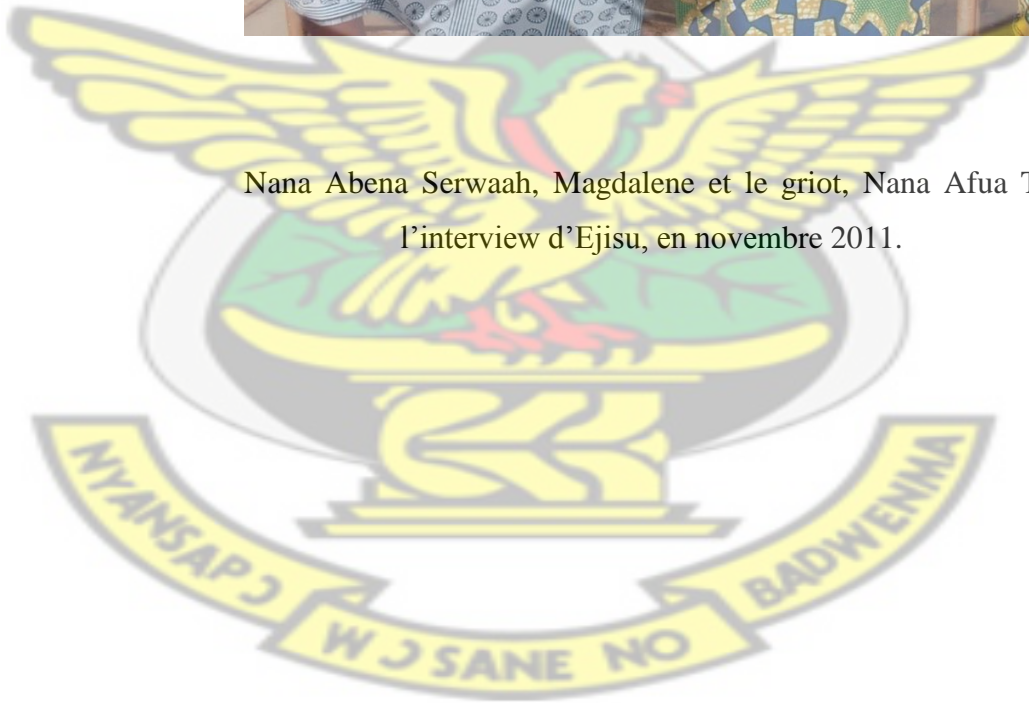 Nana Abena Serwaah, Magdalene et le griot, Nana Afua
l’interview d’Ejisu, en novembre 2011.
NYANSAPƆ
WƆSANE NO
BADWENMA